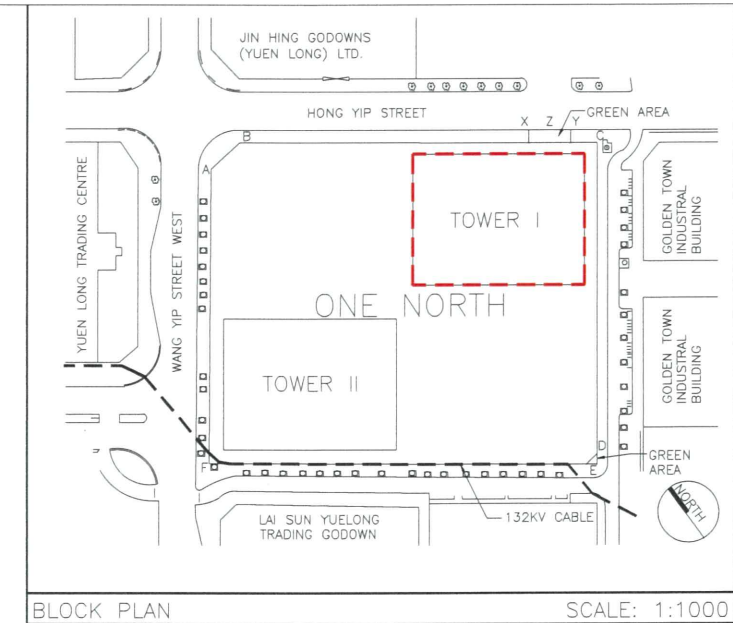 JIN HING GODOWNS
(YUEN LONG) LTD.
HONG YIP STREET
GREEN AREA
X Z Y
B
C
A
YUEN LONG TRADING CENTRE
WANG YIP STREET WEST
TOWER I
GOLDEN TOWN
INDUSTRAL
BUILDING
ONE NORTH
TOWER II
GOLDEN TOWN
INDUSTRAL
BUILDING
D
F
E
GREEN
AREA
132KV CABLE
LAI SUN YUELONG
TRADING GODOWN
NORTH
BLOCK PLAN
SCALE: 1:1000